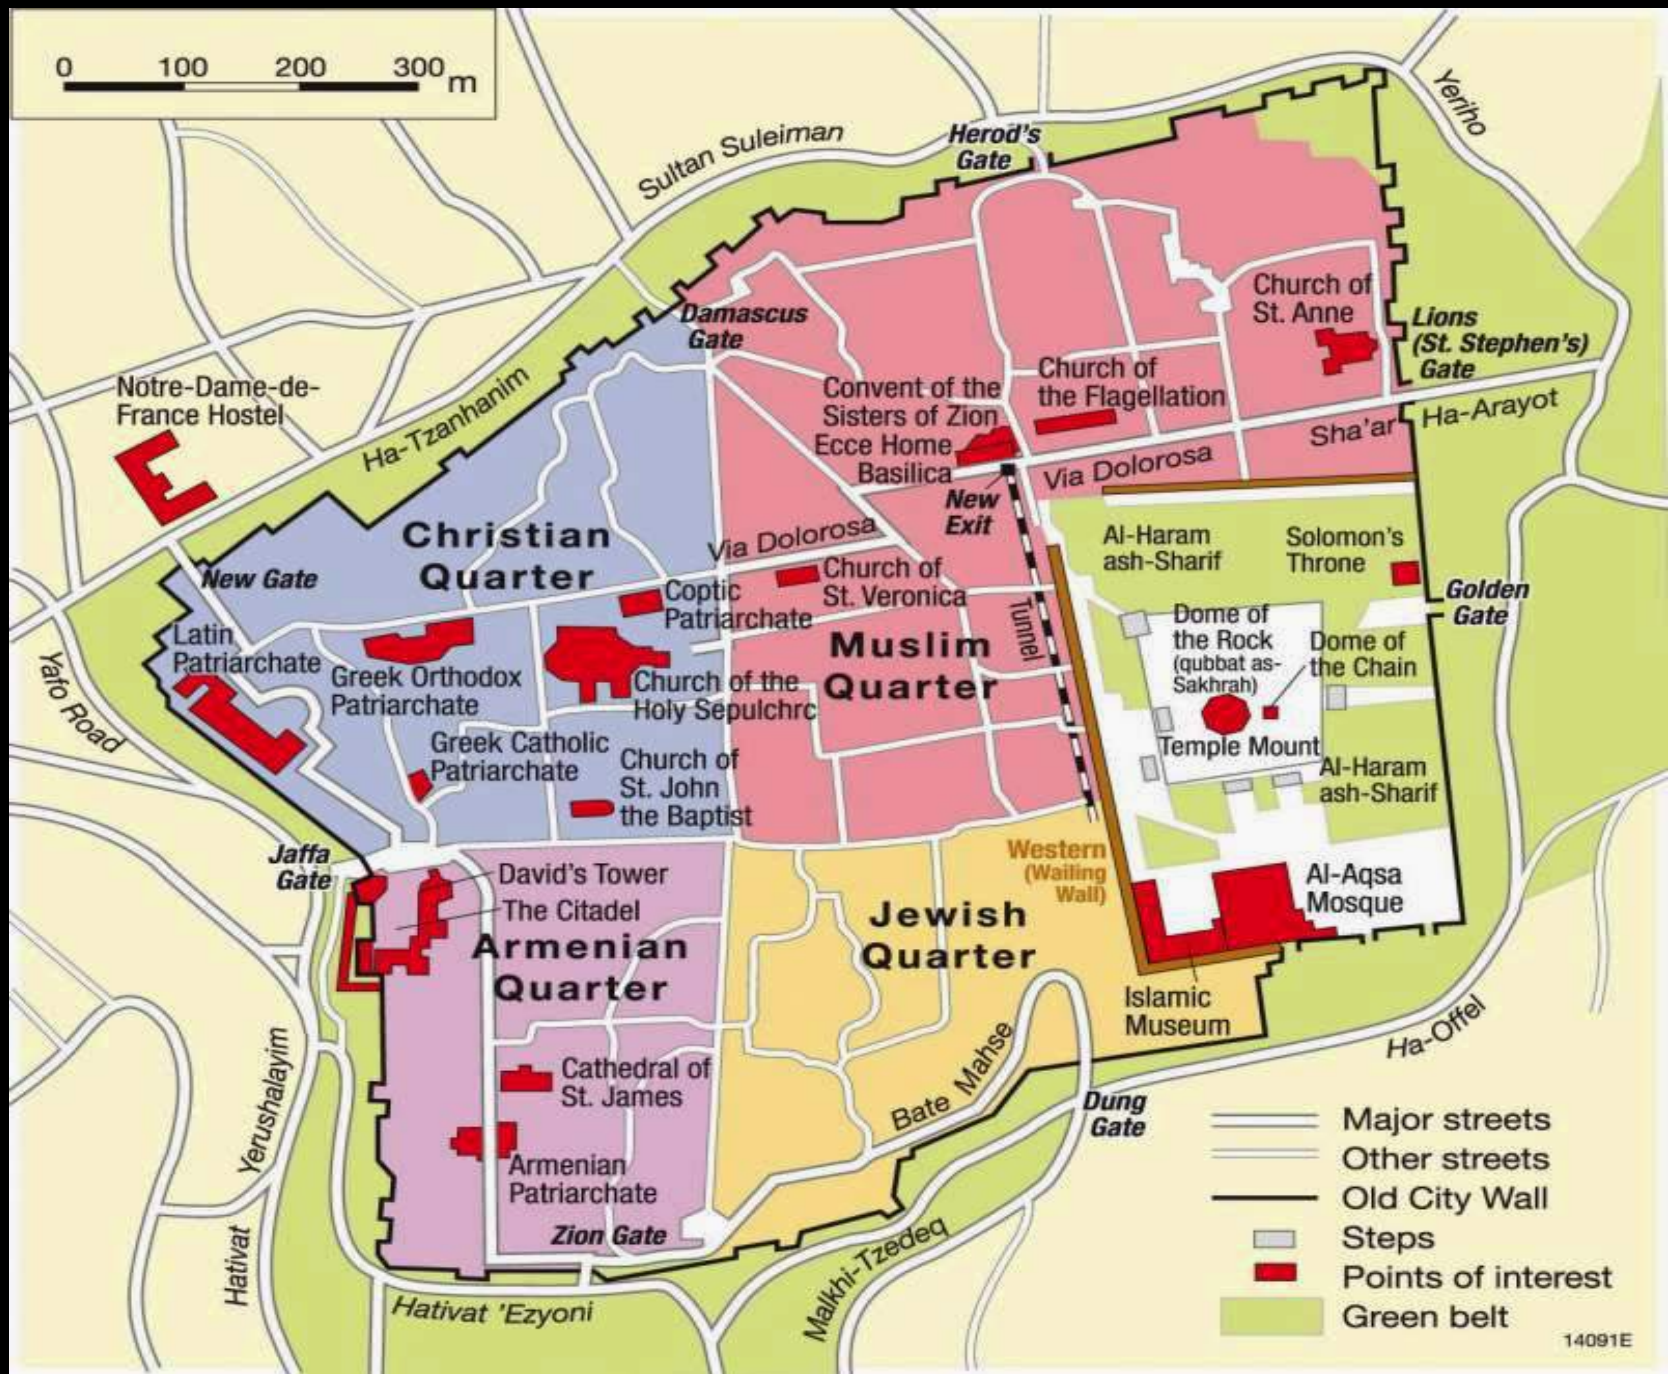 0 100 200 300 m
Sultan Suleiman
Herod's
Gate
Yeriho
Damascus
Gate
Church of
St. Anne
Lions
(St. Stephen's)
Gate
Notre-Dame-de-
France Hostel
Ha-Tzanhanim
Convent of the
Sisters of Zion
Ecce Home
Basilica
Church of
the Flagellation
Sha'ar
Ha-Arayot
Via Dolorosa
New
Exit
Christian
Quarter
Via Dolorosa
Al-Haram
ash-Sharif
Solomon's
Throne
New Gate
Coptic
Patriarchate
Church of
St. Veronica
Tunnel
Golden
Gate
Latin
Patriarchate
Greek Orthodox
Patriarchate
Muslim
Quarter
Dome of
the Rock
(qubbat as-
Sakhrah)
Dome of
the Chain
Yafo Road
Church of the
Holy Sepulchrc
Temple Mount
Greek Catholic
Patriarchate
Church of
St. John
the Baptist
Al-Haram
ash-Sharif
Jaffa
Gate
David's Tower
The Citadel
Western
(Wailing
Wall)
Al-Aqsa
Mosque
Armenian
Quarter
Jewish
Quarter
Islamic
Museum
Ha-Offel
Hativat Yerushalayim
Cathedral of
St. James
Bate Mahse
Dung
Gate
Armenian
Patriarchate
Zion Gate
Malkhi-Tzedeq
Hativat 'Ezyoni
Major streets
Other streets
Old City Wall
Steps
Points of interest
Green belt
14091E